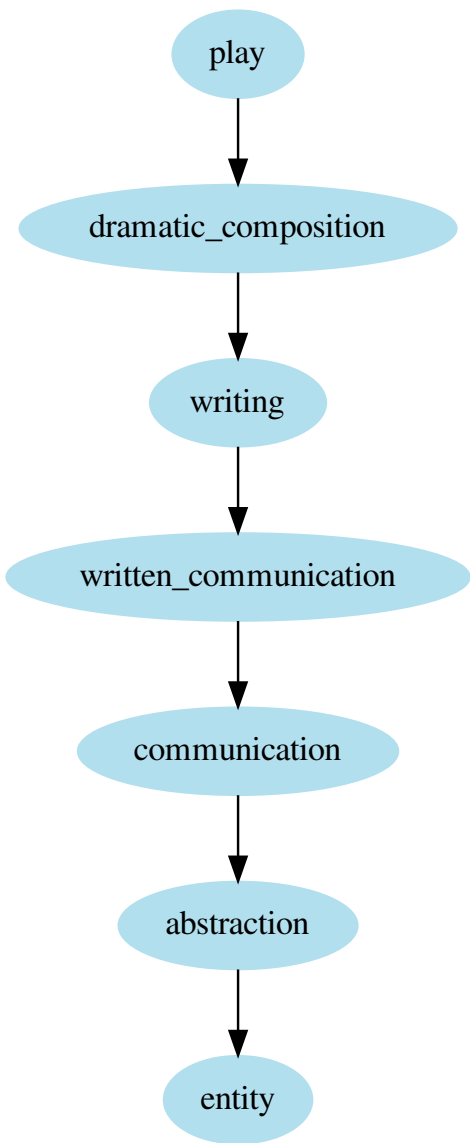 play
dramatic_composition
writing
written_communication
communication
abstraction
entity